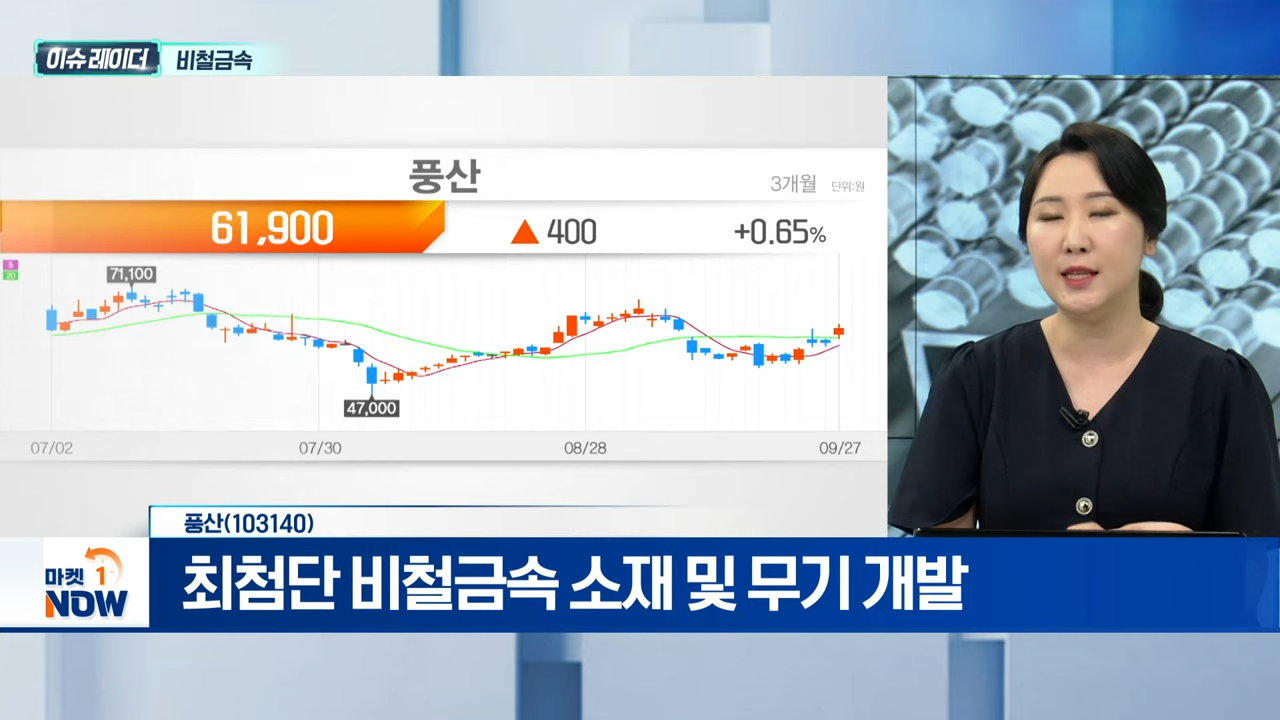 이슈 레이더 비철금속
풍산
3개월 단위:원
61,900 ▲ 400 +0.65%
5
20
71,100
47,000
07/02 07/30 08/28 09/27
풍산(103140)
마켓 1
NOW
최첨단 비철금속 소재 및 무기 개발